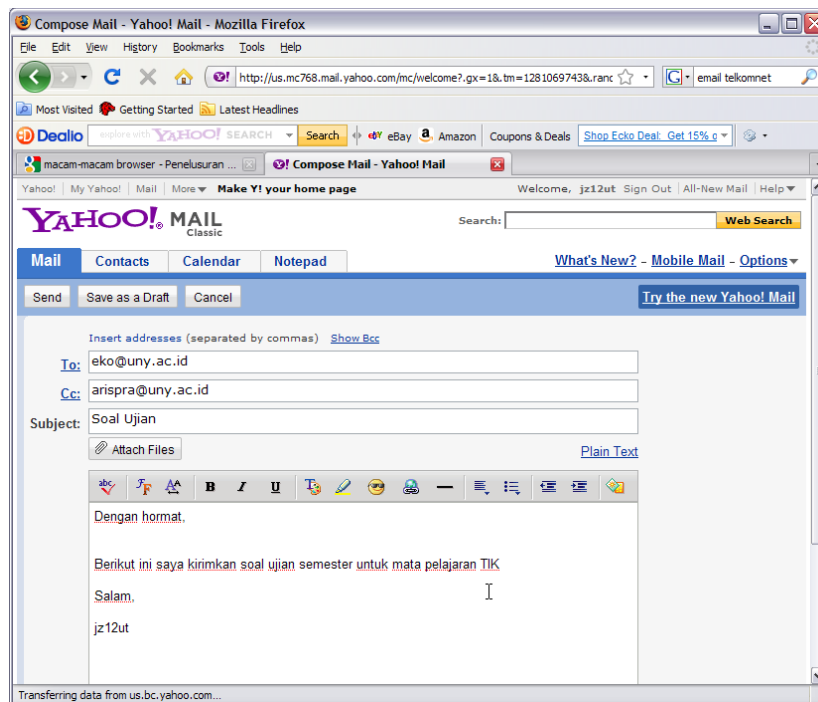 Compose Mail - Yahoo! Mail - Mozilla Firefox
File Edit View History Bookmarks Tools Help
http://us.mc768.mail.yahoo.com/mc/welcome?.gx=1&.tm=1281069743&.ranc G email telkomnet
Most Visited Getting Started Latest Headlines
Dealio explore with YAHOO! SEARCH Search eBay Amazon Coupons & Deals Shop Ecko Deal: Get 15% o
macam-macam browser - Penelusuran ... Compose Mail - Yahoo! Mail
Yahoo! My Yahoo! Mail More Make Y! your home page Welcome, jz12ut Sign Out All-New Mail Help
YAHOO! MAIL Search: Web Search
Classic
Mail Contacts Calendar Notepad What's New? - Mobile Mail - Options
Send Save as a Draft Cancel Try the new Yahoo! Mail
Insert addresses (separated by commas) Show Bcc
To: eko@uny.ac.id
Cc: arispra@uny.ac.id
Subject: Soal Ujian
Attach Files Plain Text
abc B I U
Dengan hormat,
Berikut ini saya kirimkan soal ujian semester untuk mata pelajaran TIK
Salam,
jz12ut
Transferring data from us.bc.yahoo.com...